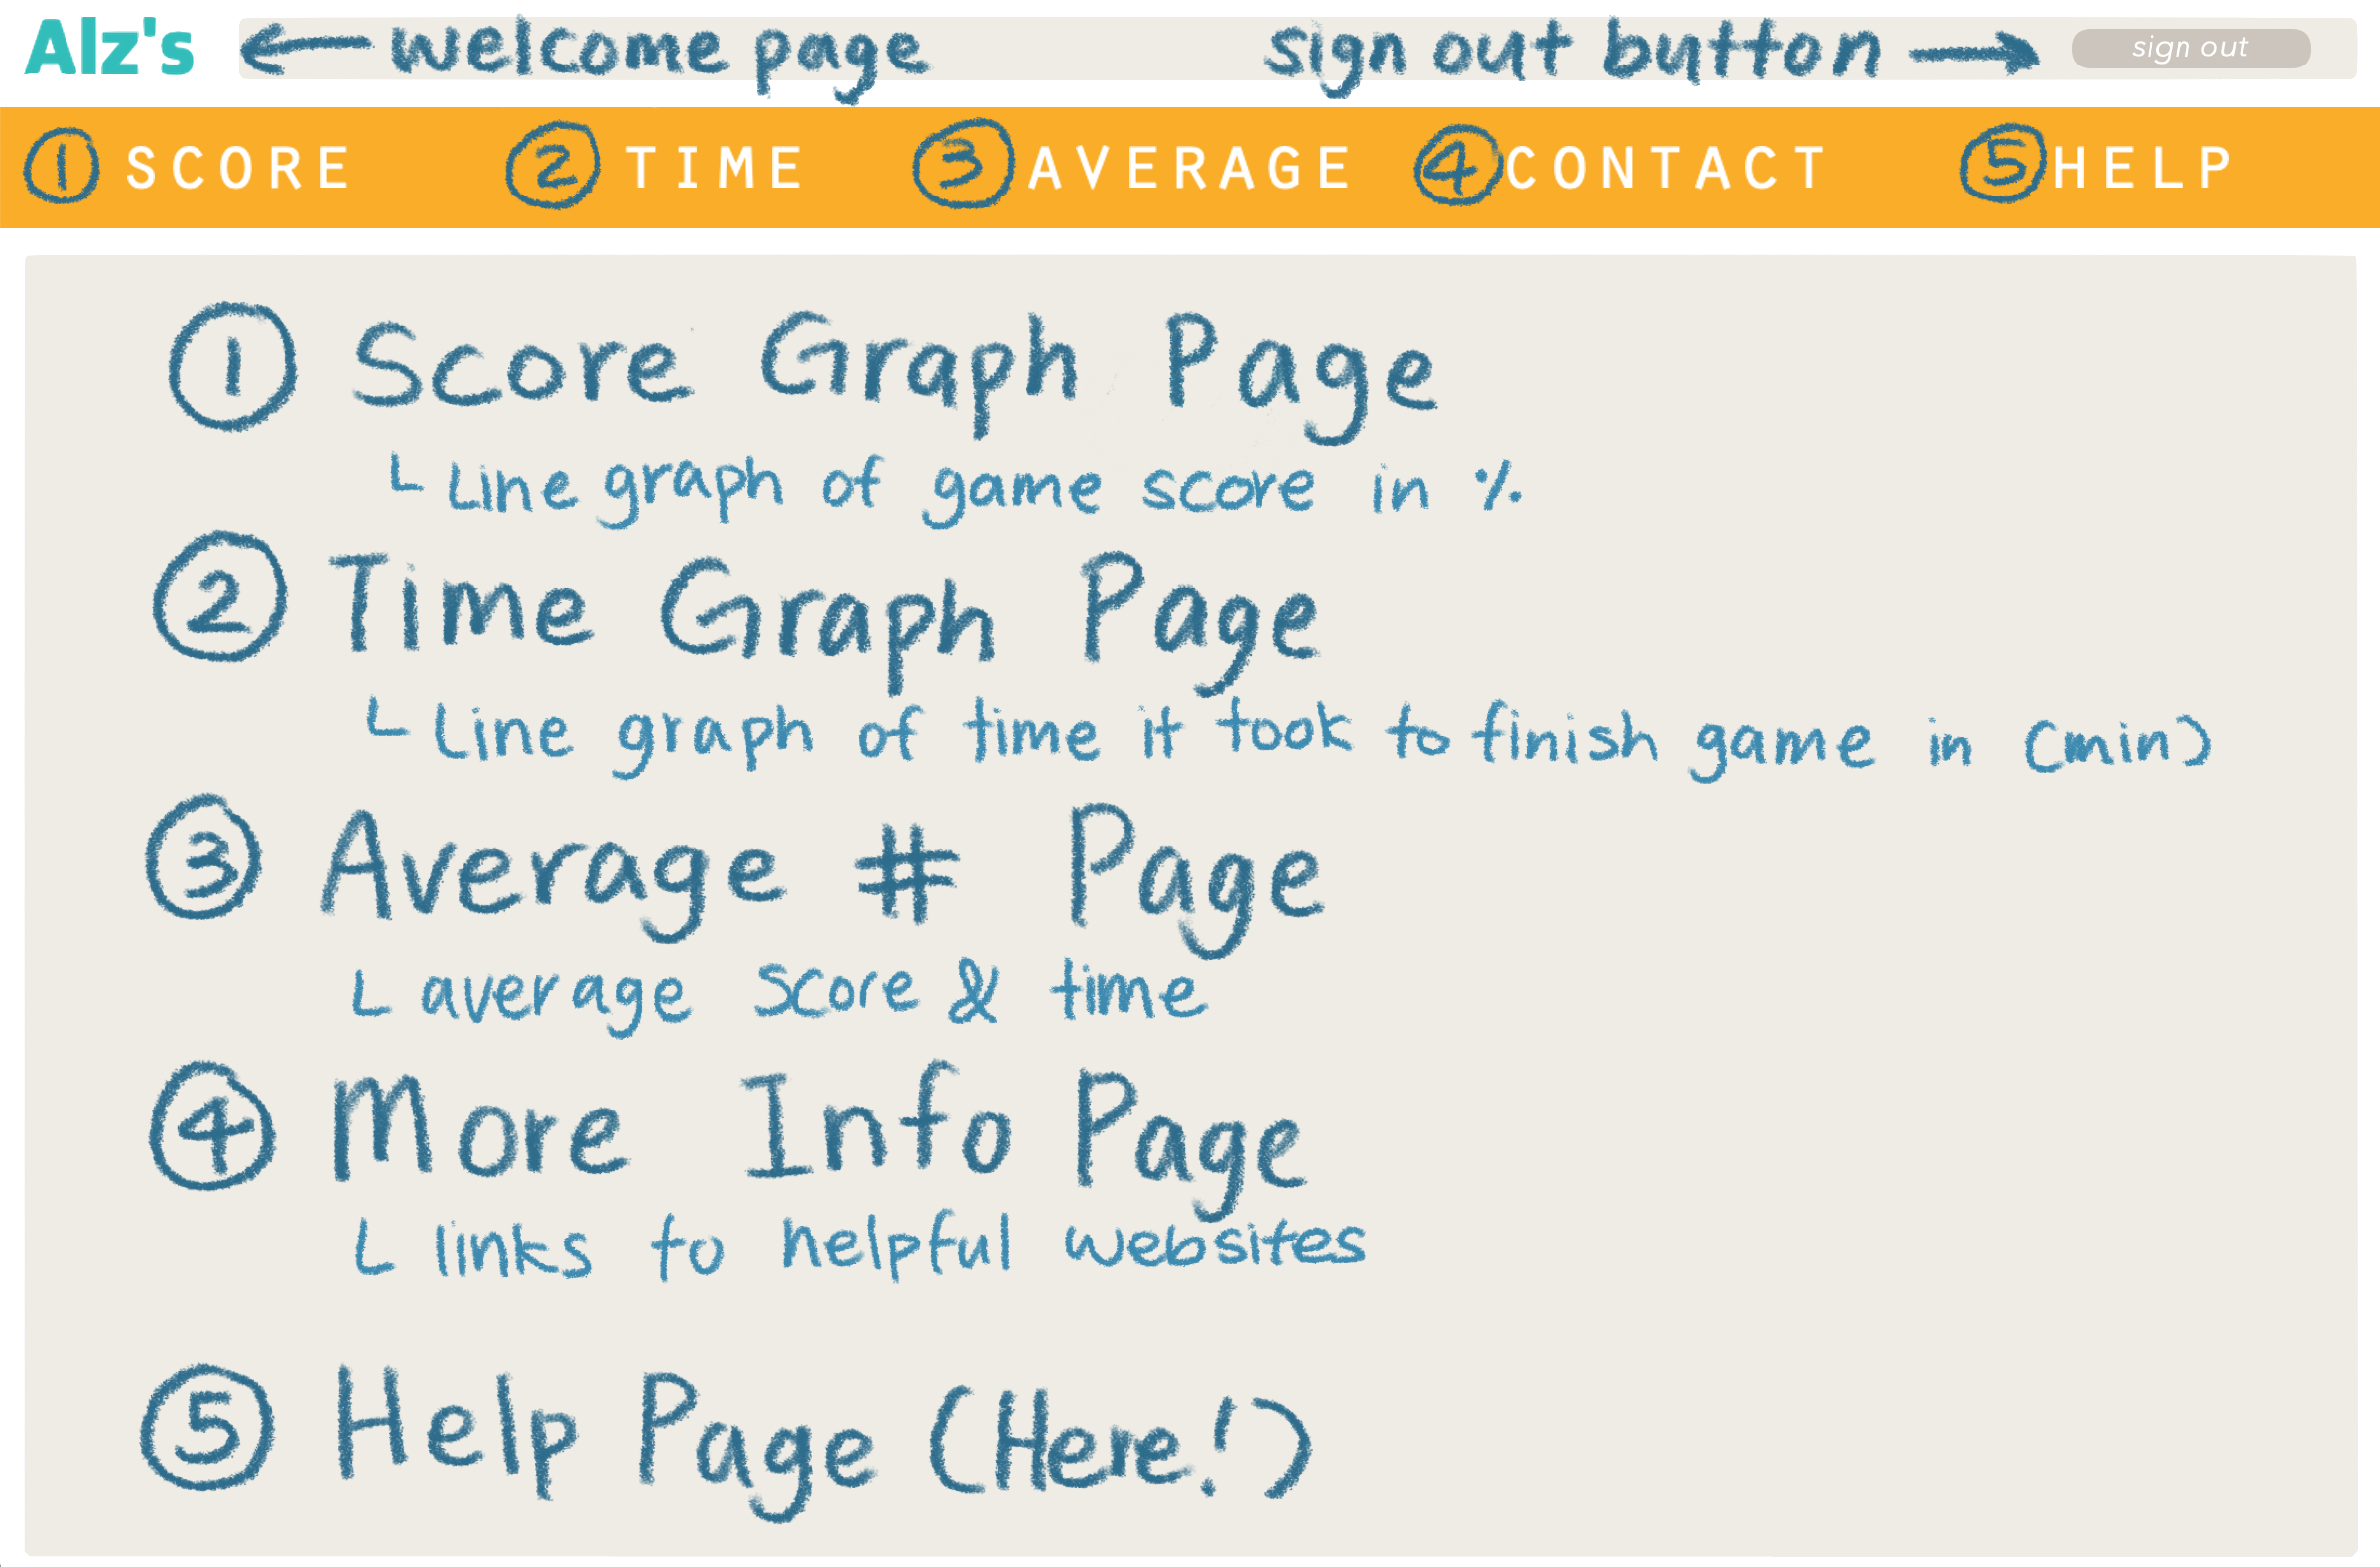 Alz's ← welcome page sign out button → sign out
① SCORE ② TIME ③ AVERAGE ④ CONTACT ⑤ HELP
① Score Graph Page
└ Line graph of game score in %
② Time Graph Page
└ Line graph of time it took to finish game in (min)
③ Average # Page
└ average score & time
④ More Info Page
└ links to helpful websites
⑤ Help Page (Here!)